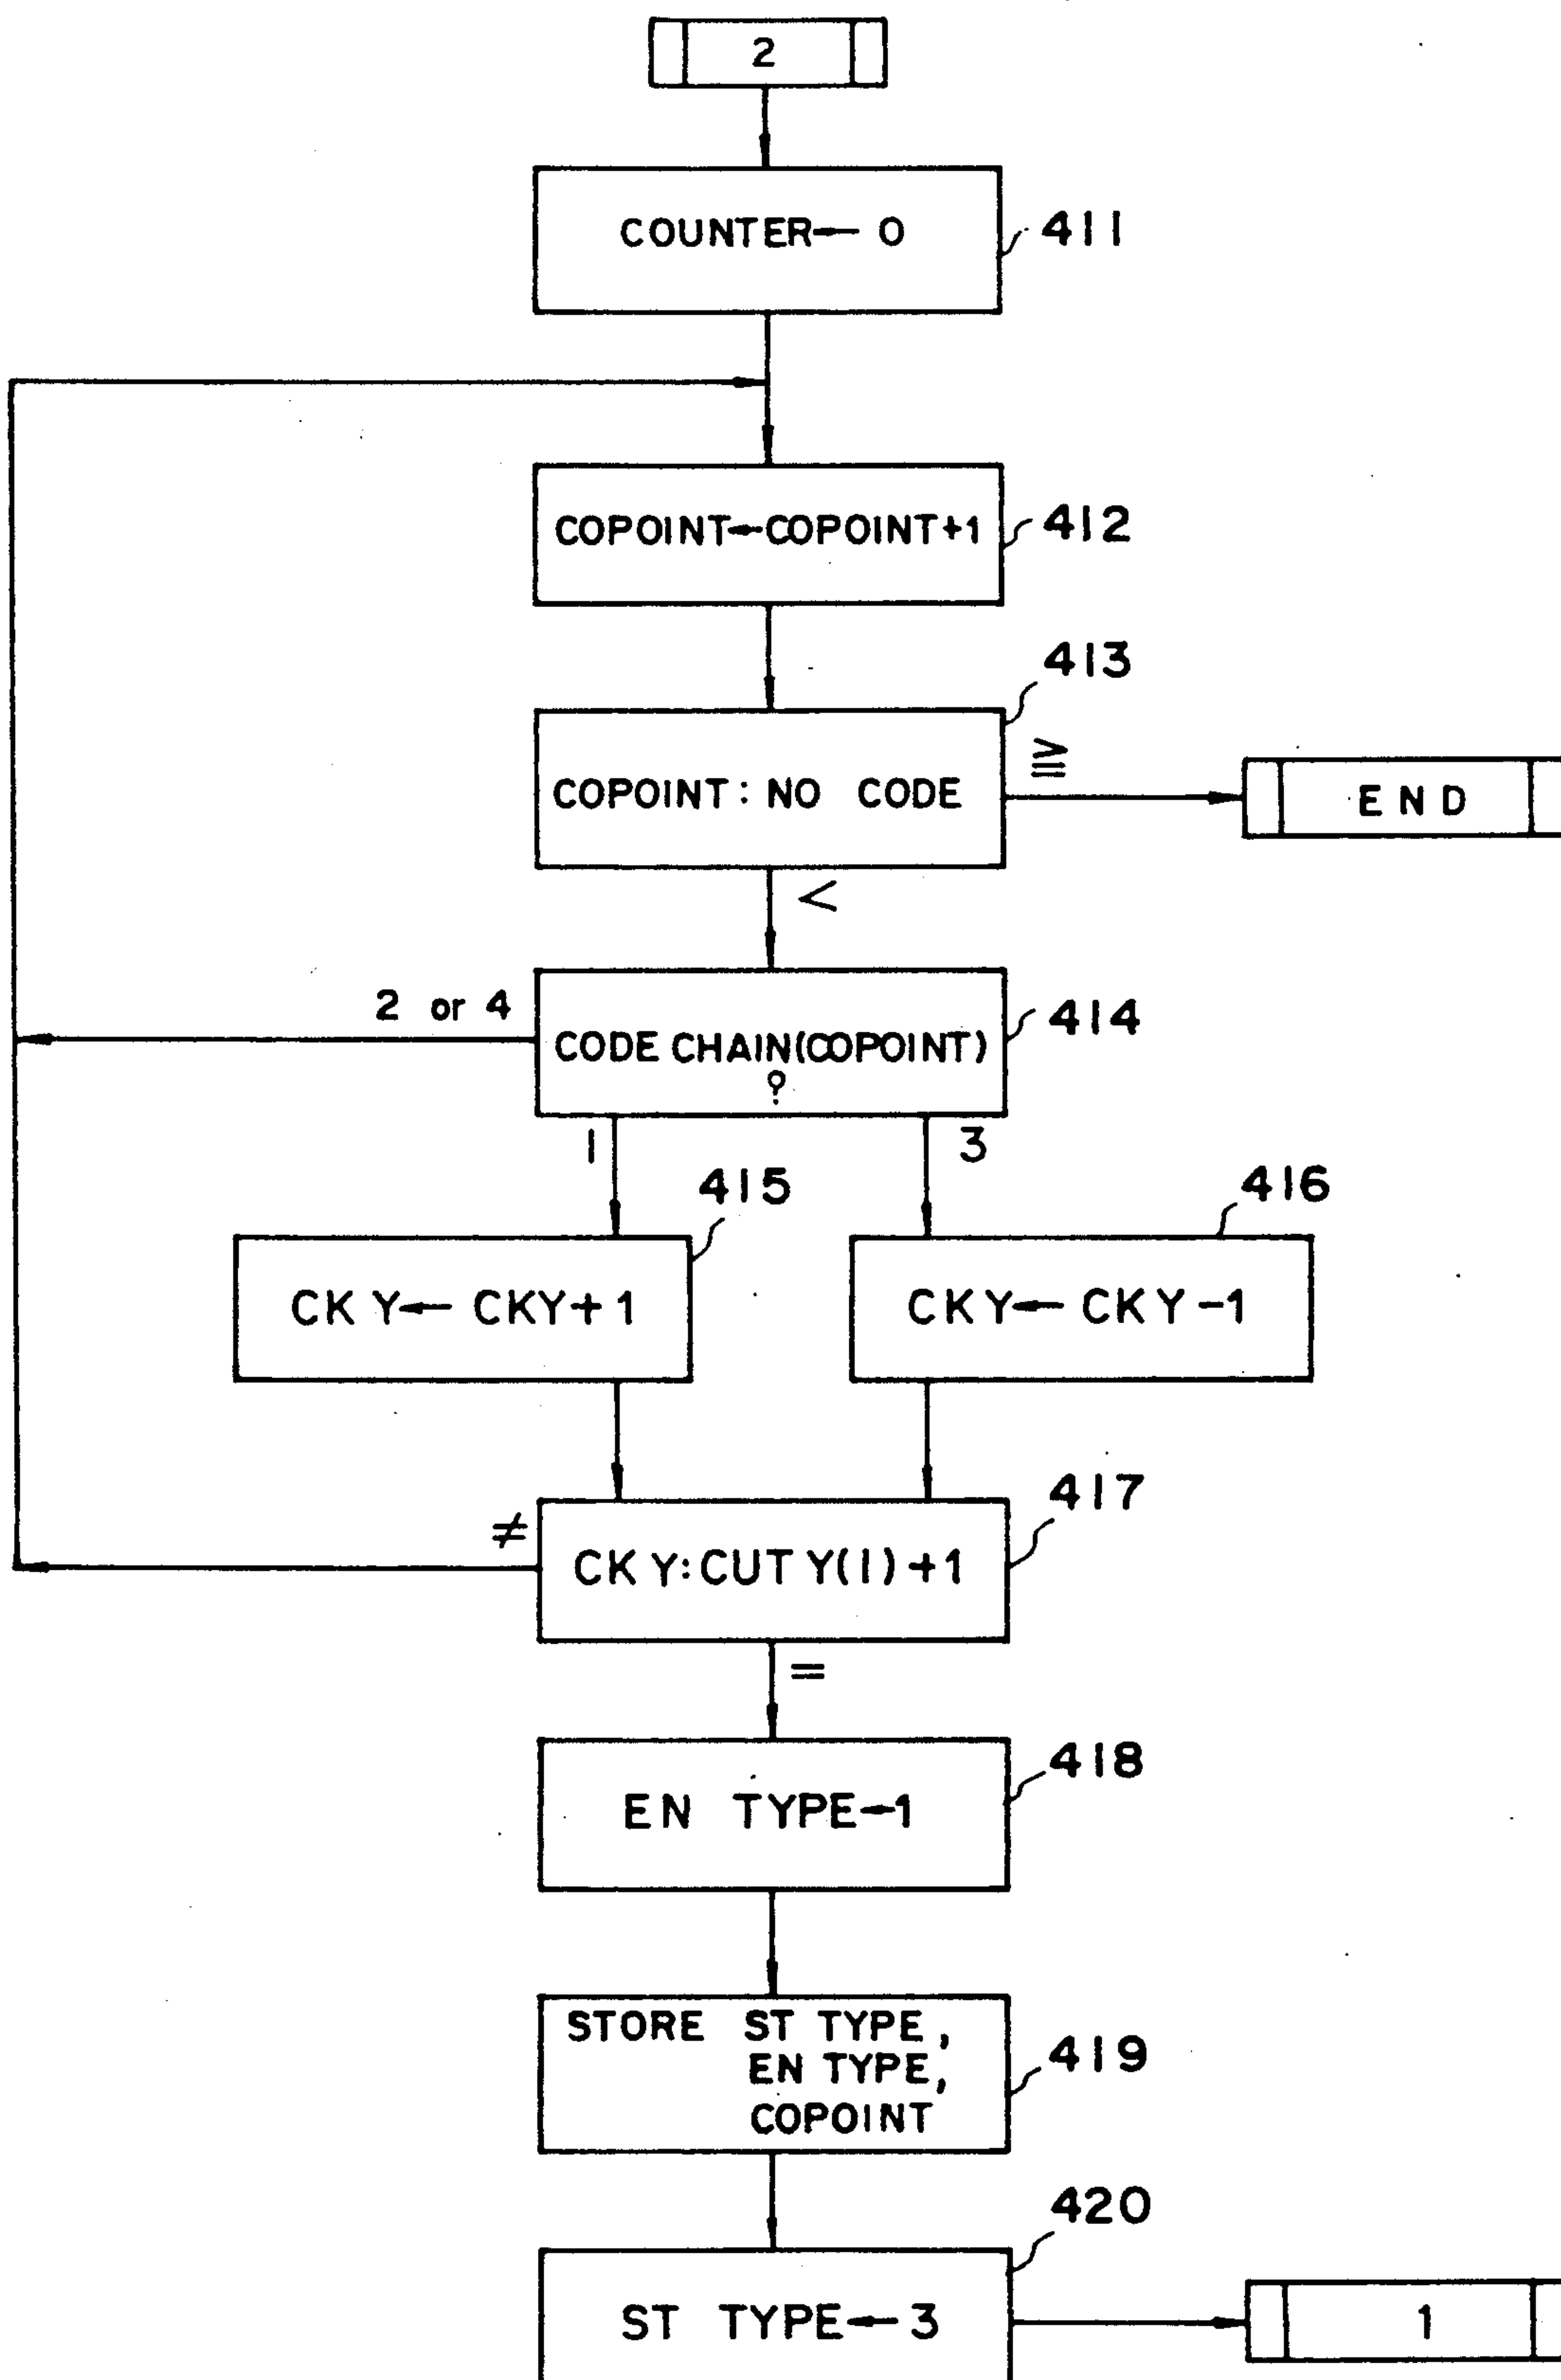 2
COUNTER← 0
411
COPOINT←COPOINT+1
412
413
COPOINT : NO CODE
≧
END
<
2 or 4
CODE CHAIN(COPOINT)
?
414
1
3
415
416
CKY← CKY+1
CKY← CKY-1
417
≠
CKY:CUTY(1)+1
=
418
EN TYPE←1
STORE ST TYPE,
EN TYPE,
COPOINT
419
420
ST TYPE←3
1